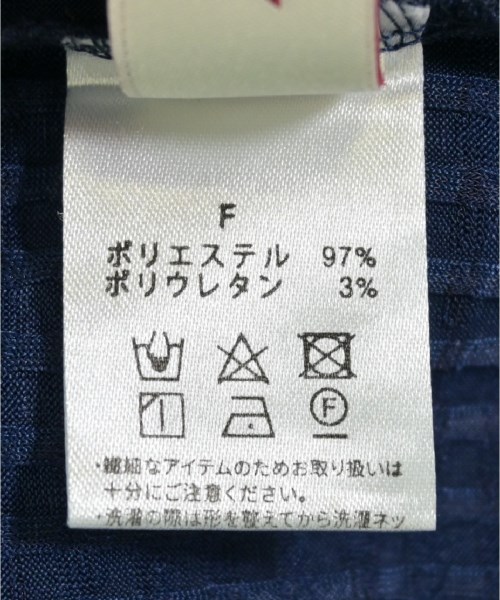 F
ポリエステル 97%
ポリウレタン 3%
F
・繊細なアイテムのためお取り扱いは
十分にご注意ください。
・洗濯の際は形を整えてから洗濯ネッ